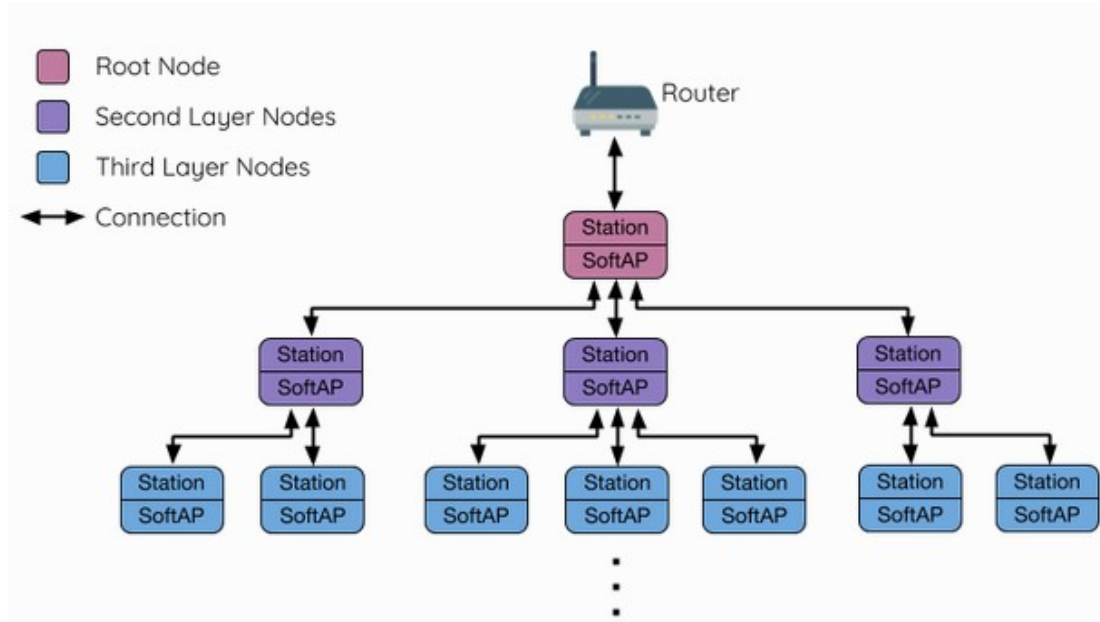 Root Node
Second Layer Nodes
Third Layer Nodes
Connection
Router
Station
SoftAP
Station
SoftAP
Station
SoftAP
Station
SoftAP
Station
SoftAP
Station
SoftAP
Station
SoftAP
Station
SoftAP
Station
SoftAP
Station
SoftAP
Station
SoftAP